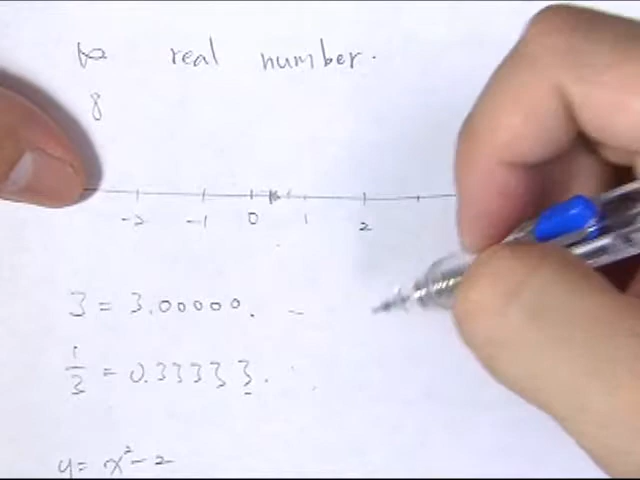 real number.
8
-2 -1 0 1 2
3 = 3.00000. -
1/3 = 0.33333. . .
y = x² - 2